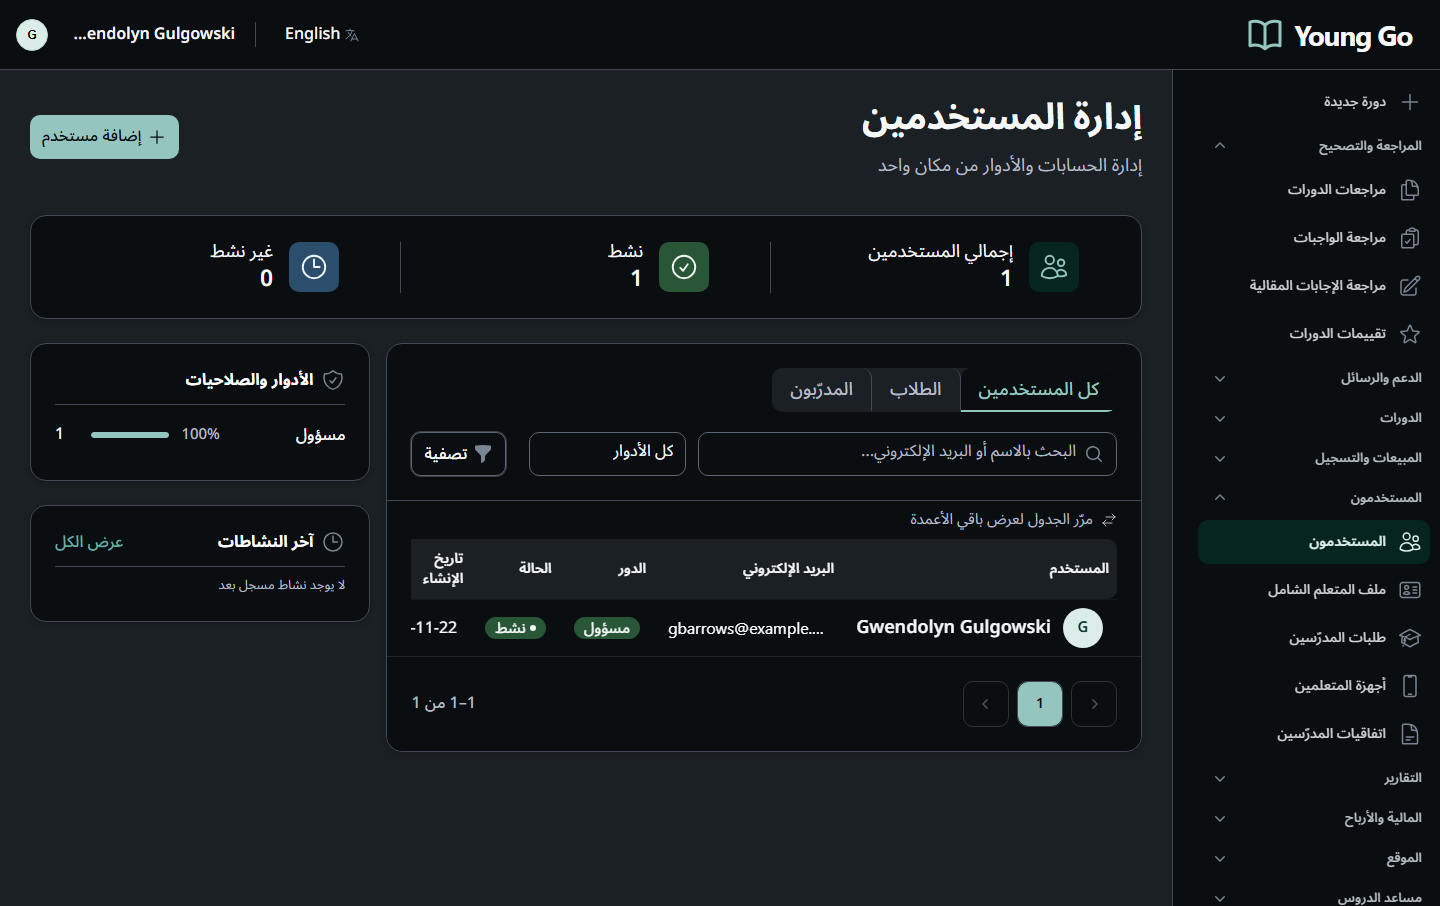 Young Go
English
...endolyn Gulgowski
G
دورة جديدة
المراجعة والتصحيح
مراجعات الدورات
مراجعة الواجبات
مراجعة الإجابات المقالية
تقييمات الدورات
الدعم والرسائل
الدورات
المبيعات والتسجيل
المستخدمون
المستخدمون
ملف المتعلم الشامل
طلبات المدرّسين
أجهزة المتعلمين
اتفاقيات المدرّسين
التقارير
المالية والأرباح
الموقع
مساعد الدروس
إدارة المستخدمين
إدارة الحسابات والأدوار من مكان واحد
إضافة مستخدم
إجمالي المستخدمين
1
نشط
1
غير نشط
0
كل المستخدمين
الطلاب
المدرّبون
البحث بالاسم أو البريد الإلكتروني...
كل الأدوار
تصفية
مرّر الجدول لعرض باقي الأعمدة
المستخدم
البريد الإلكتروني
الدور
الحالة
تاريخ
الإنشاء
G
Gwendolyn Gulgowski
gbarrows@example....
مسؤول
نشط
-11-22
1
1–1 من 1
الأدوار والصلاحيات
مسؤول
100%
1
آخر النشاطات
عرض الكل
لا يوجد نشاط مسجل بعد